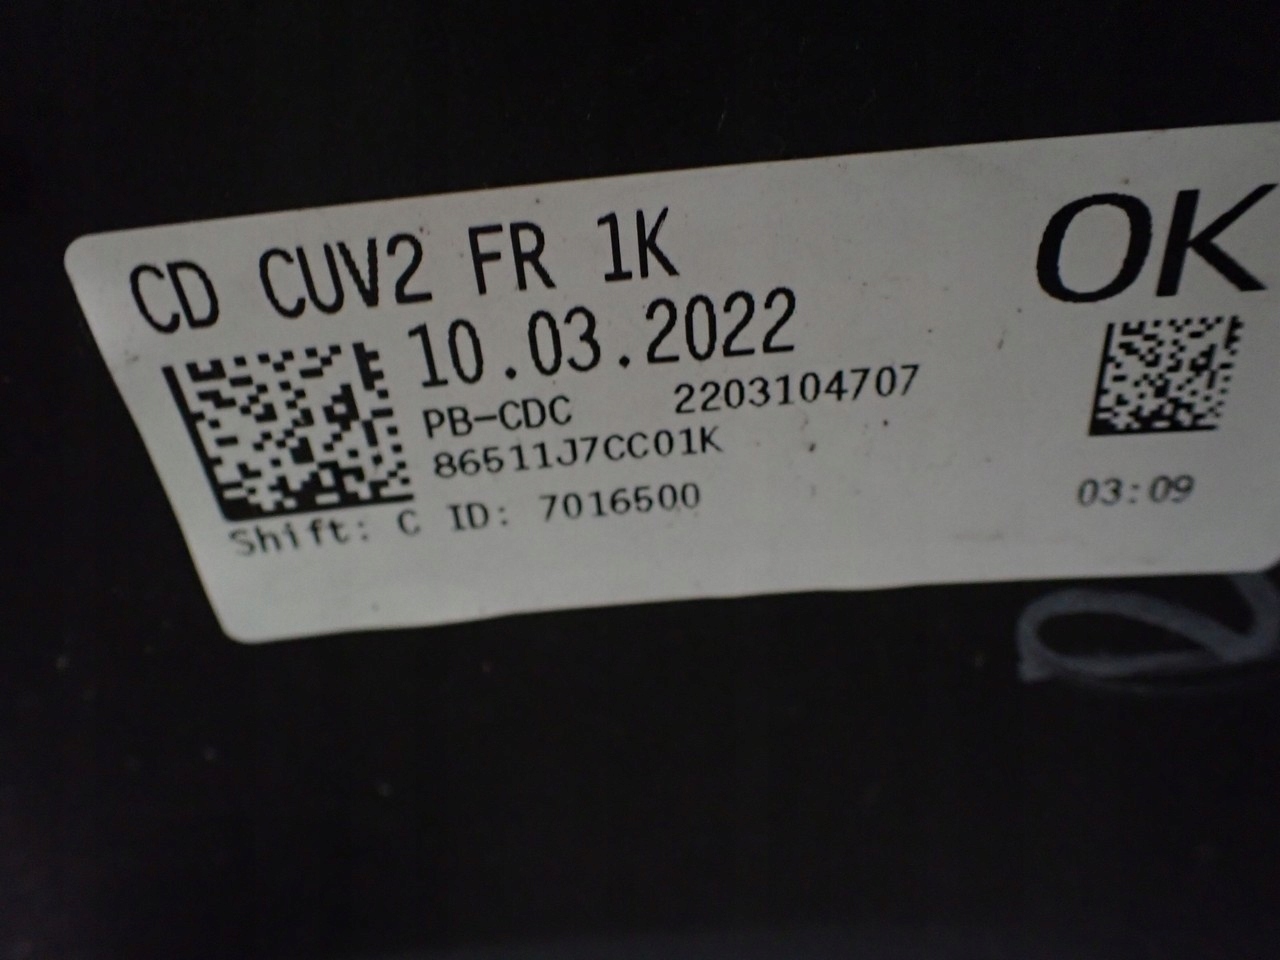 CD CUV2 FR 1K
OK
10.03.2022
PB-CDC 2203104707
86511J7CC01K
03:09
Shift: C ID: 7016500